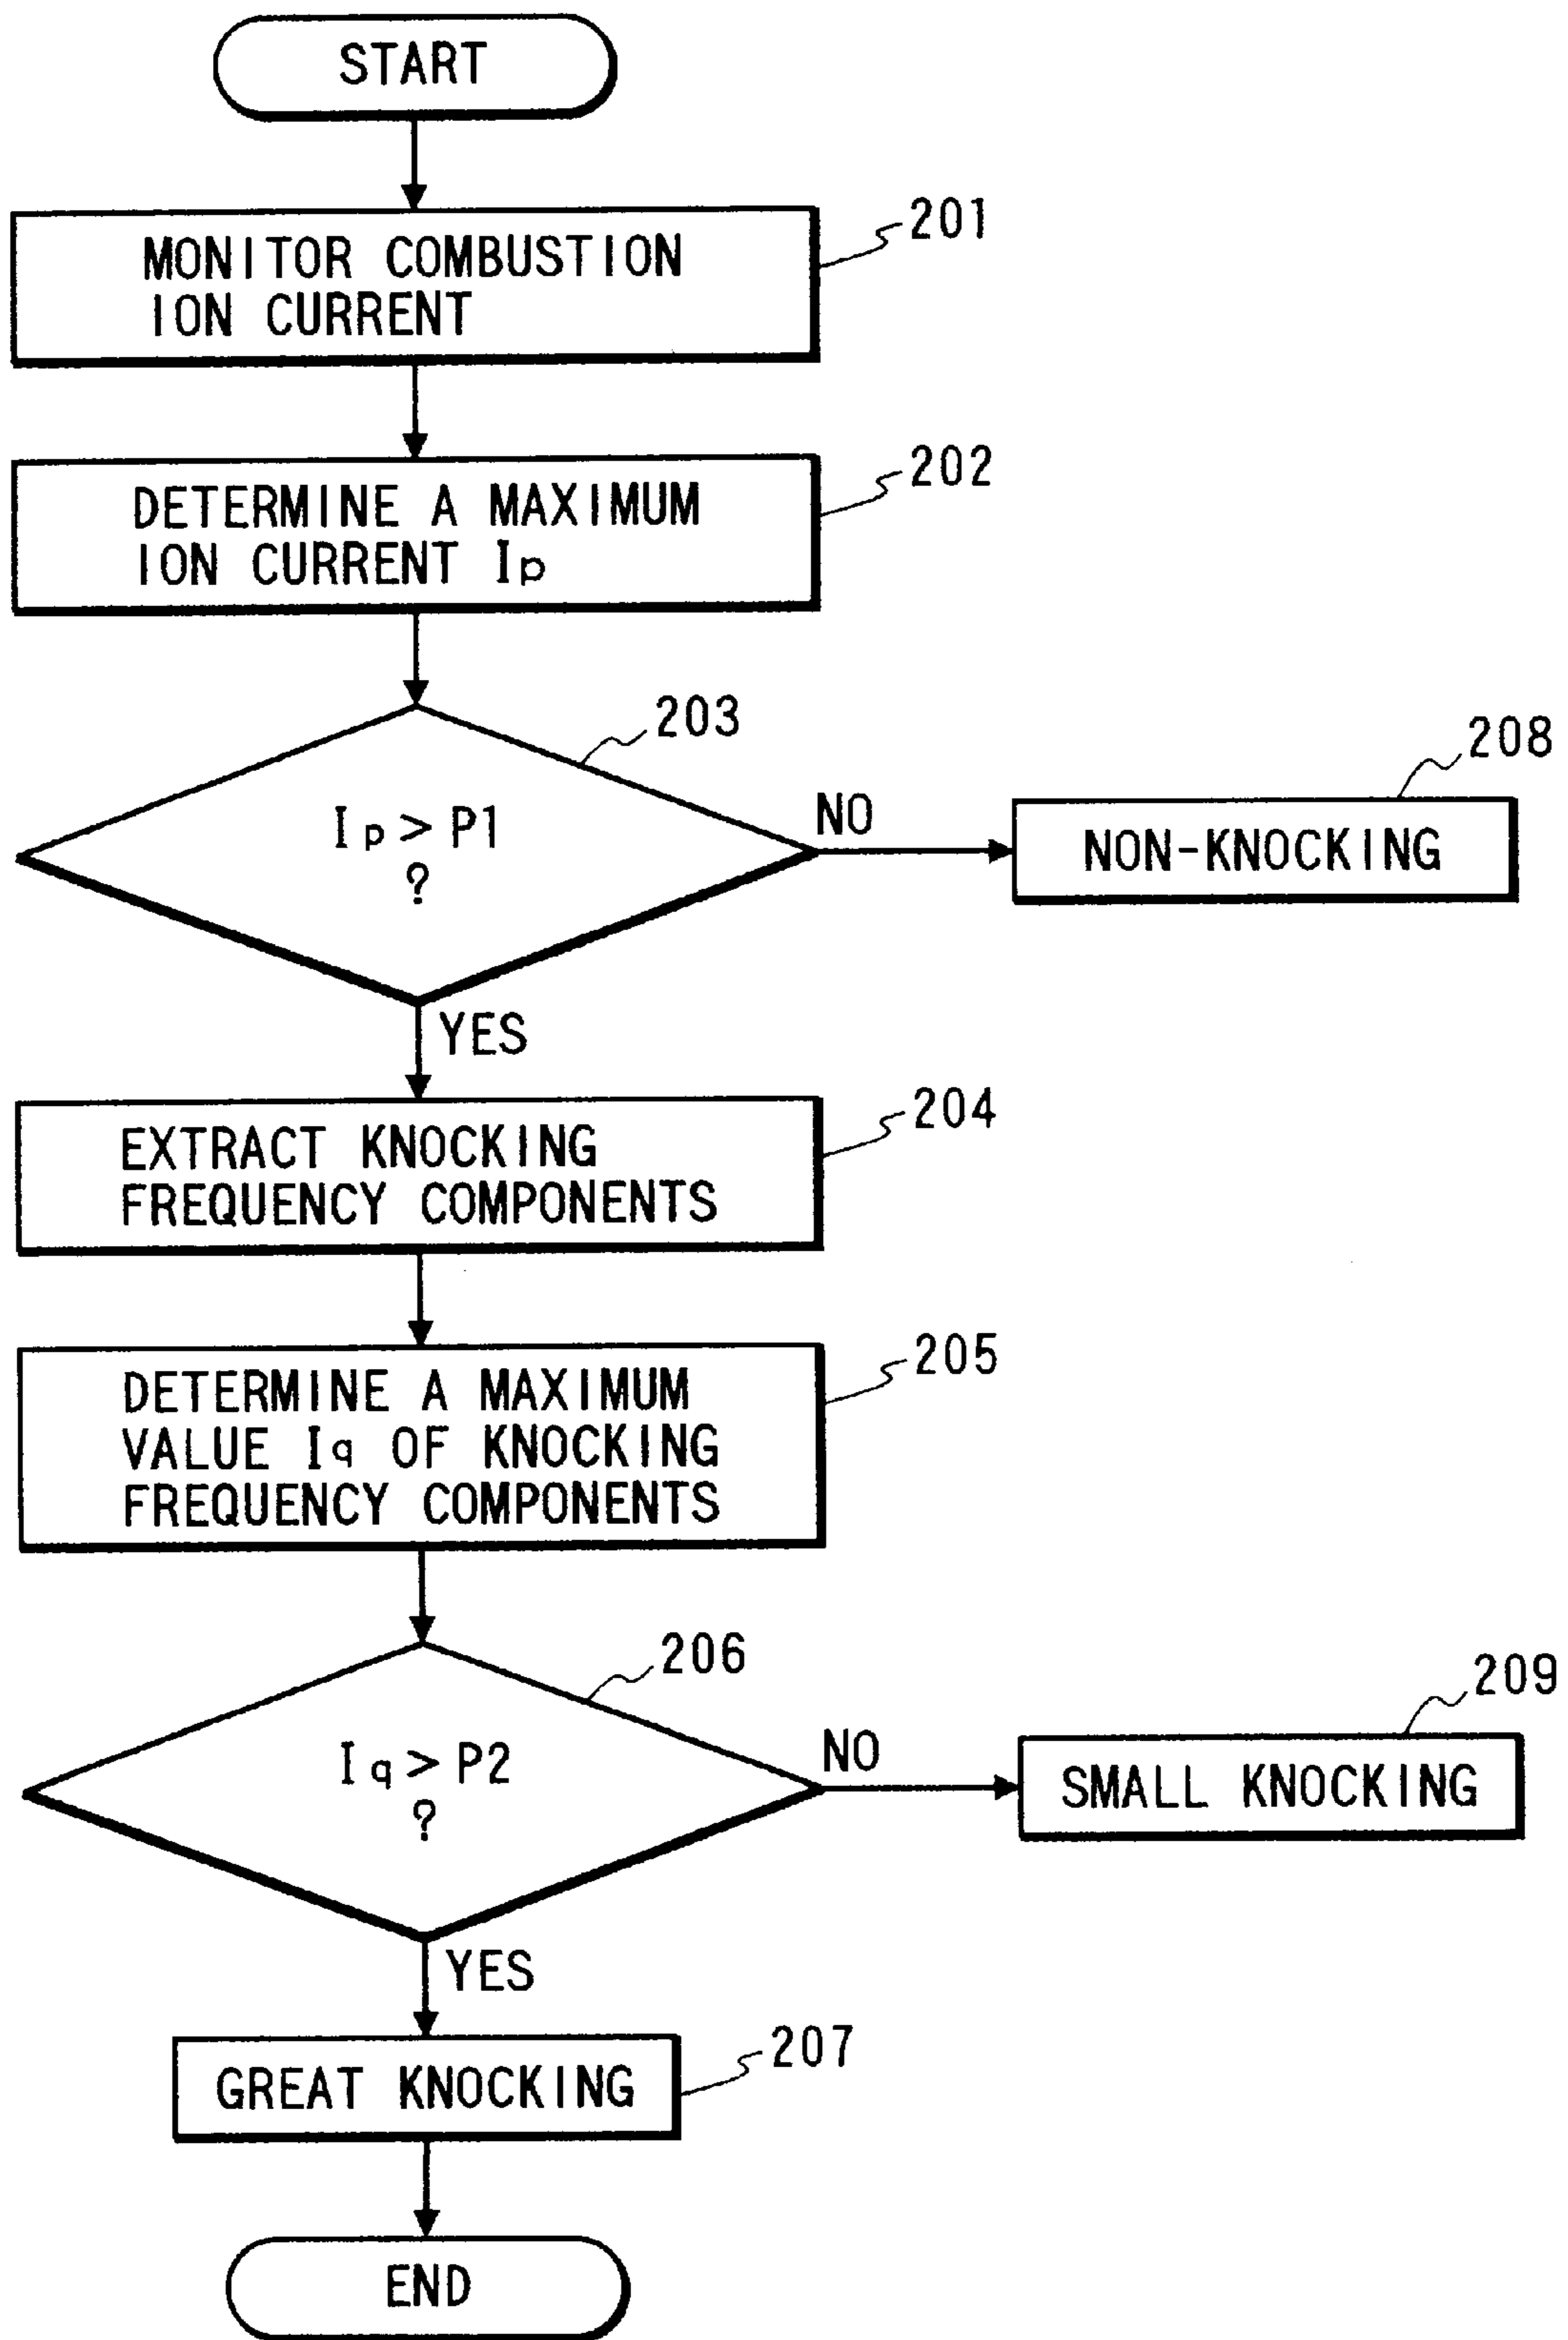 START
201
MONITOR COMBUSTION
ION CURRENT
202
DETERMINE A MAXIMUM
ION CURRENT Ip
203
208
Ip > P1
?
NO
NON-KNOCKING
YES
204
EXTRACT KNOCKING
FREQUENCY COMPONENTS
205
DETERMINE A MAXIMUM
VALUE Iq OF KNOCKING
FREQUENCY COMPONENTS
206
209
Iq > P2
?
NO
SMALL KNOCKING
YES
207
GREAT KNOCKING
END